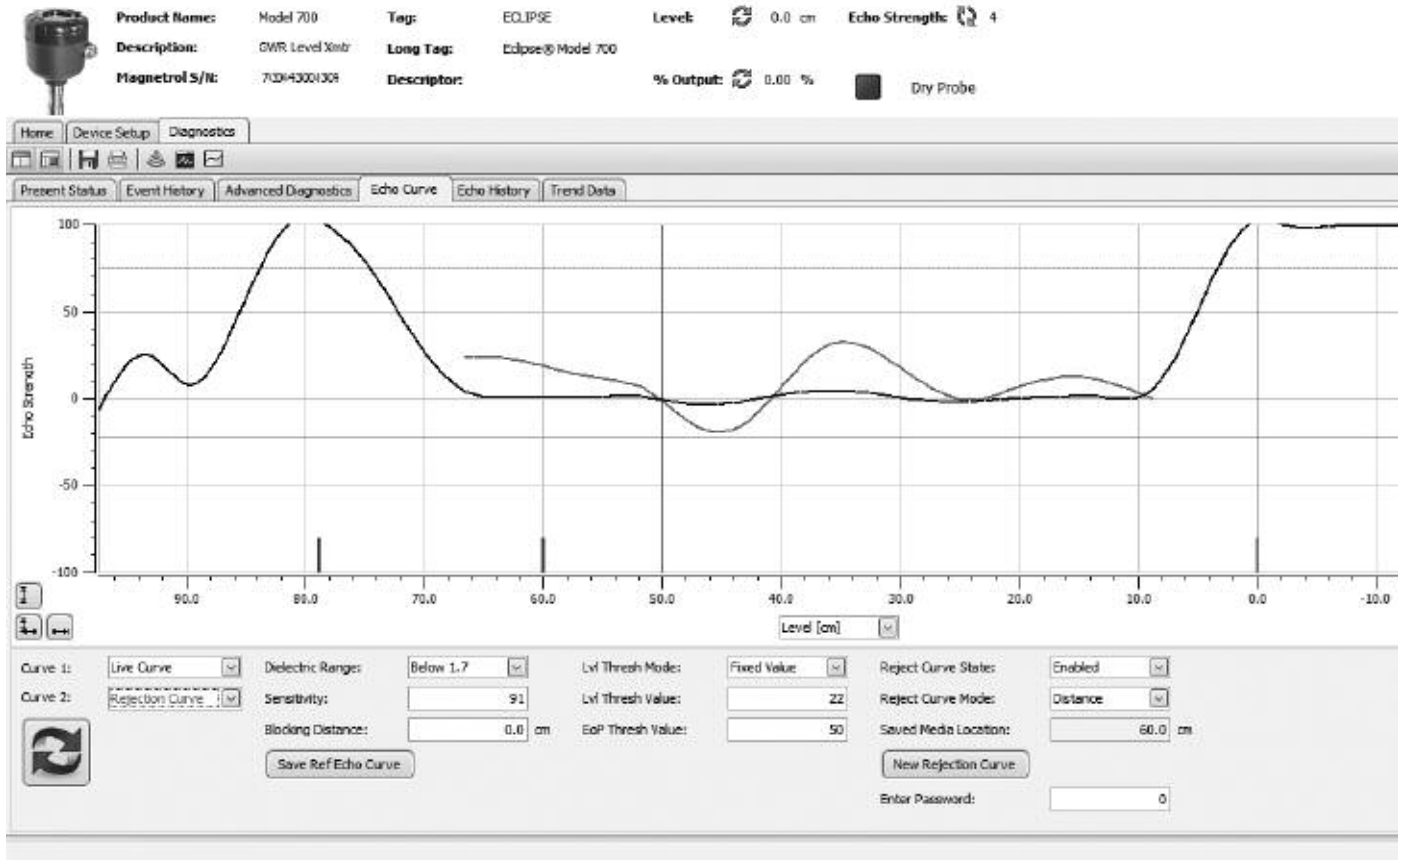 Product Name: Model 700 Tag: ECLIPSE Level: 0.0 cm Echo Strength: 4
Description: GWR Level Xmtr Long Tag: Eclipse® Model 700
Magnetrol S/N: Descriptor: % Output: 0.00 % Dry Probe
Home Device Setup Diagnostics
Present Status Event History Advanced Diagnostics Echo Curve Echo History Trend Data
100
50
0
-50
-100
Echo Strength
90.0 80.0 70.0 60.0 50.0 40.0 30.0 20.0 10.0 0.0 -10.0
Level [cm]
Curve 1: Live Curve Dielectric Range: Below 1.7 Lvl Thresh Mode: Fixed Value Reject Curve State: Enabled
Curve 2: Rejection Curve Sensitivity: 91 Lvl Thresh Value: 22 Reject Curve Mode: Distance
Blocking Distance: 0.0 cm EoP Thresh Value: 50 Saved Media Location: 60.0 cm
Save Ref Echo Curve New Rejection Curve
Enter Password: 0